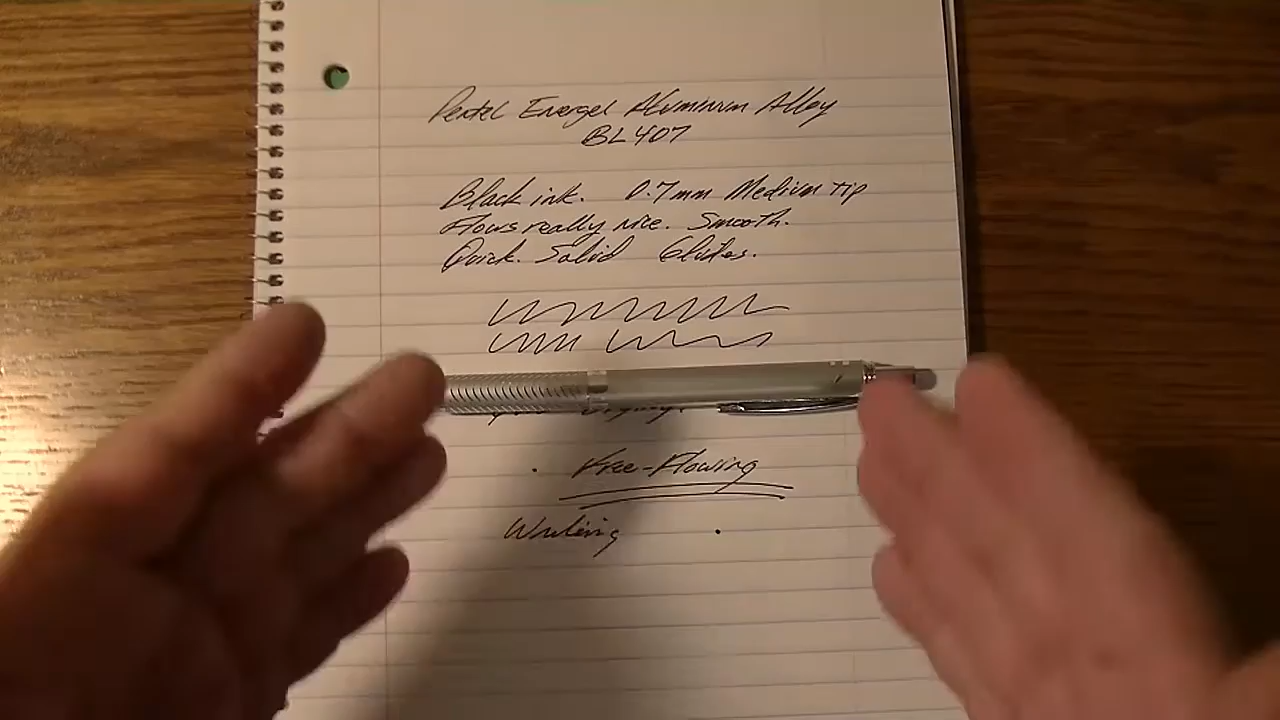 Pentel Energel Aluminum Alloy
BL407
Black ink. 0.7mm Medium tip
Flows really nice. Smooth.
Quick. Solid Glides.
Free-Flowing
Writing